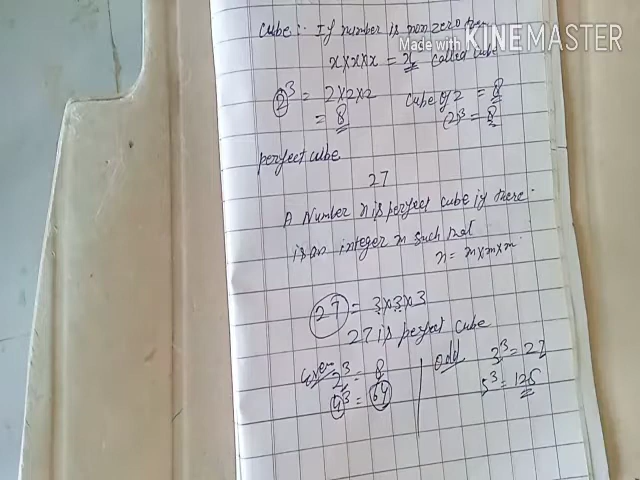 Made with KINEMASTER
Cube:- If number is non zero then
x×x×x = x called cube
2³ = 2×2×2 cube of 2 = 8
= 8 (2)³ = 8
perfect cube
27
A Number n is perfect cube if there
is an integer m such that
n = m×m×m
27 = 3×3×3
27 is perfect cube
Even 2³ = 8 odd 3³ = 27
4³ = 64 5³ = 125